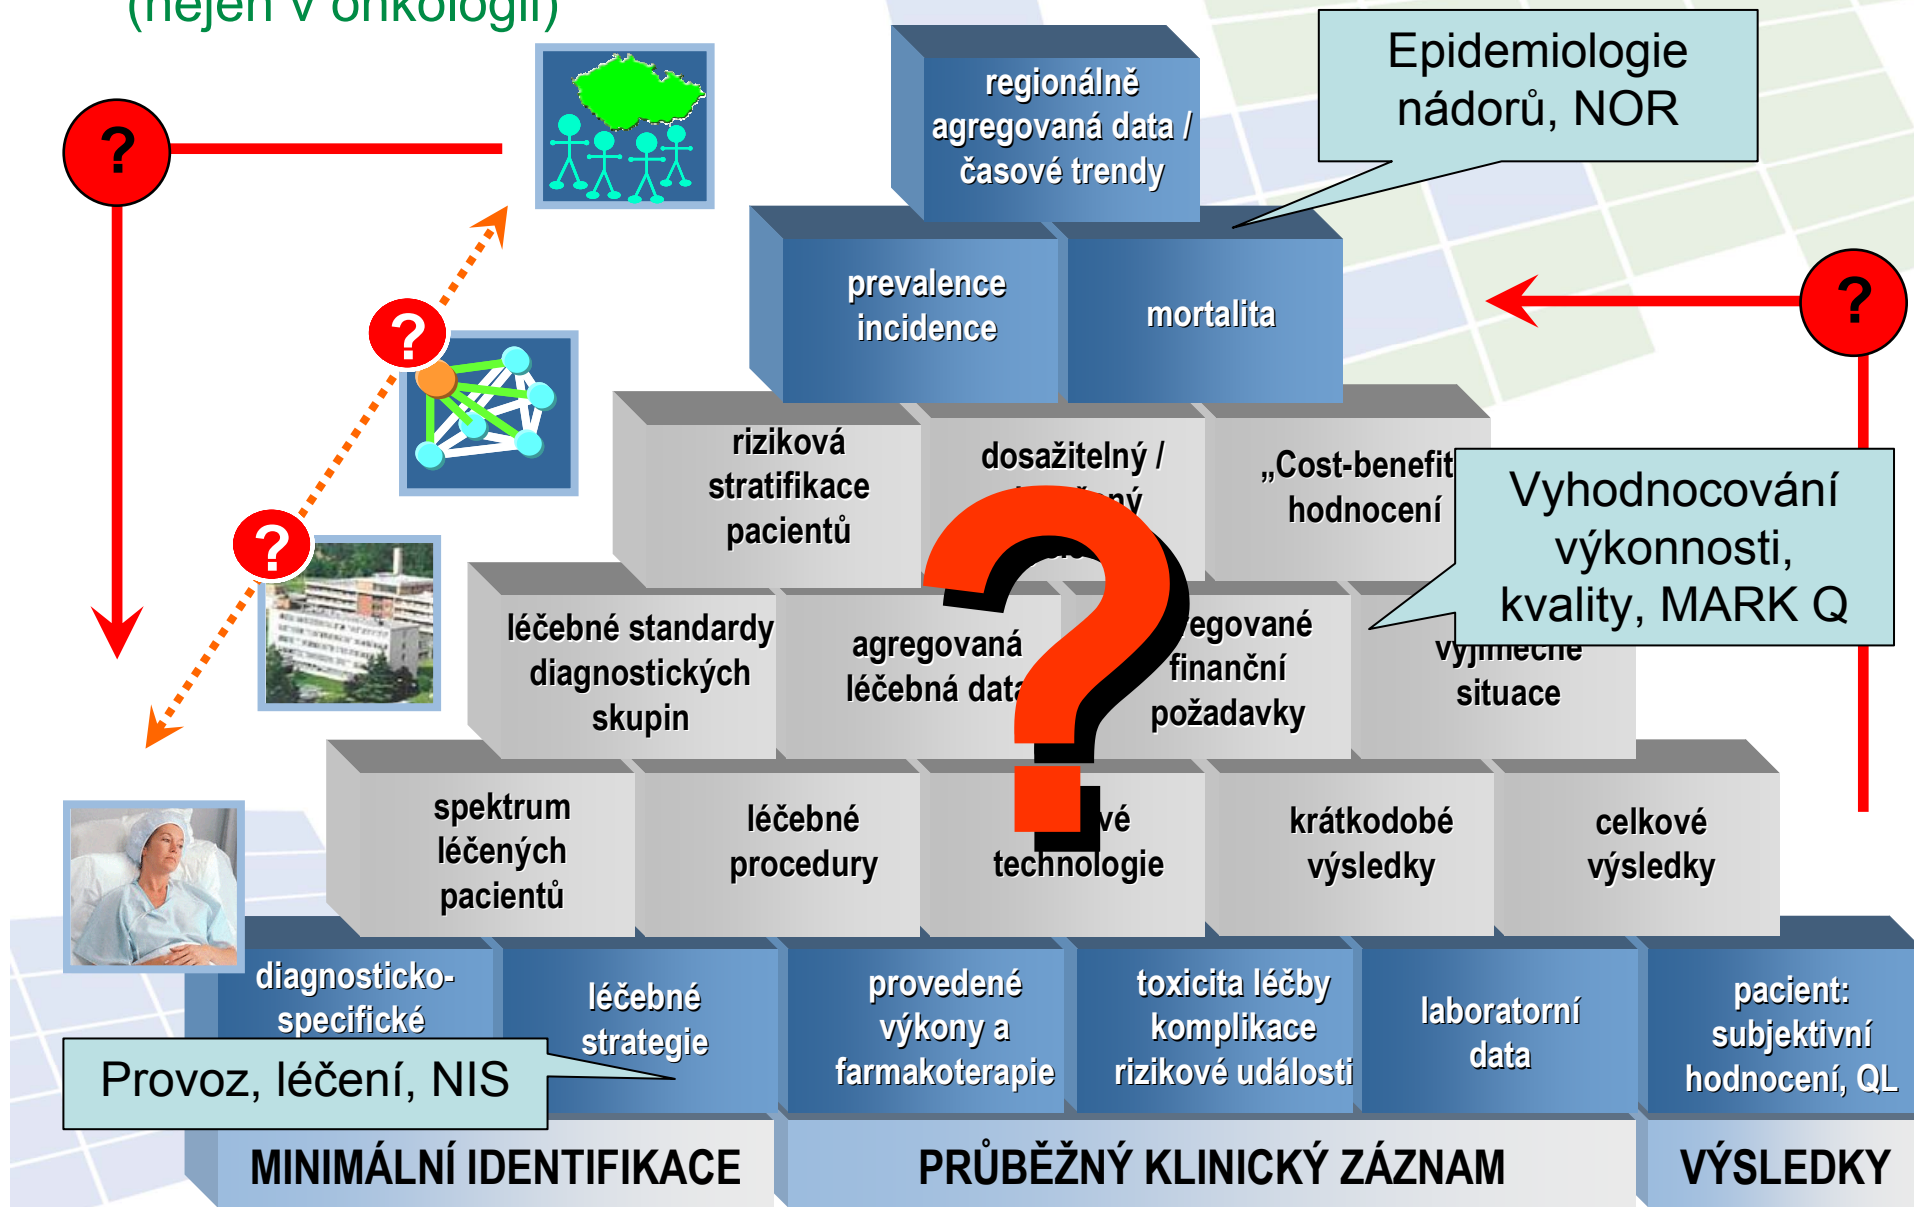 (nejen v onkologii)
Epidemiologie
nádorů, NOR
regionálně
agregovaná data /
časové trendy
?
?
prevalence
incidence
mortalita
?
riziková
stratifikace
pacientů
dosažitelný /
„Cost-benefit
hodnocení
Vyhodnocování
výkonnosti,
kvality, MARK Q
?
?
léčebné standardy
diagnostických
skupin
agregovaná
léčebná data
finanční
požadavky
výjimečné
situace
spektrum
léčených
pacientů
léčebné
procedury
technologie
krátkodobé
výsledky
celkové
výsledky
diagnosticko-
specifické
léčebné
strategie
provedené
výkony a
farmakoterapie
toxicita léčby
komplikace
rizikové události
laboratorní
data
pacient:
subjektivní
hodnocení, QL
Provoz, léčení, NIS
MINIMÁLNÍ IDENTIFIKACE
PRŮBĚŽNÝ KLINICKÝ ZÁZNAM
VÝSLEDKY